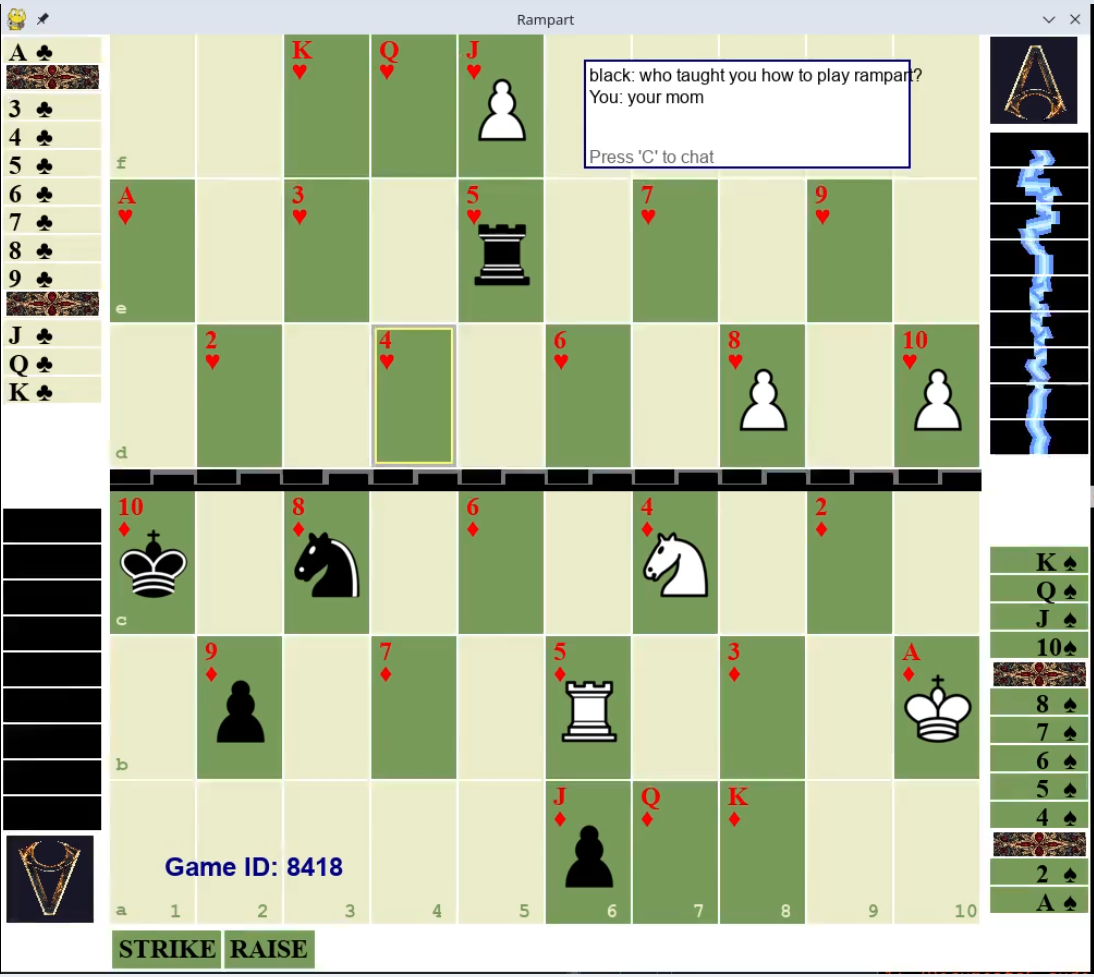 Rampart
A ♣
3 ♣
4 ♣
5 ♣
6 ♣
7 ♣
8 ♣
9 ♣
J ♣
Q ♣
K ♣
K ♥
Q ♥
J ♥
black: who taught you how to play rampart?
You: your mom
Press 'C' to chat
f
A ♥
3 ♥
5 ♥
7 ♥
9 ♥
e
2 ♥
4 ♥
6 ♥
8 ♥
10 ♥
d
10 ♦
8 ♦
6 ♦
4 ♦
2 ♦
c
9 ♦
7 ♦
5 ♦
3 ♦
A ♦
b
J ♦
Q ♦
K ♦
Game ID: 8418
a 1 2 3 4 5 6 7 8 9 10
K ♠
Q ♠
J ♠
10♠
8 ♠
7 ♠
6 ♠
5 ♠
4 ♠
2 ♠
A ♠
STRIKE RAISE